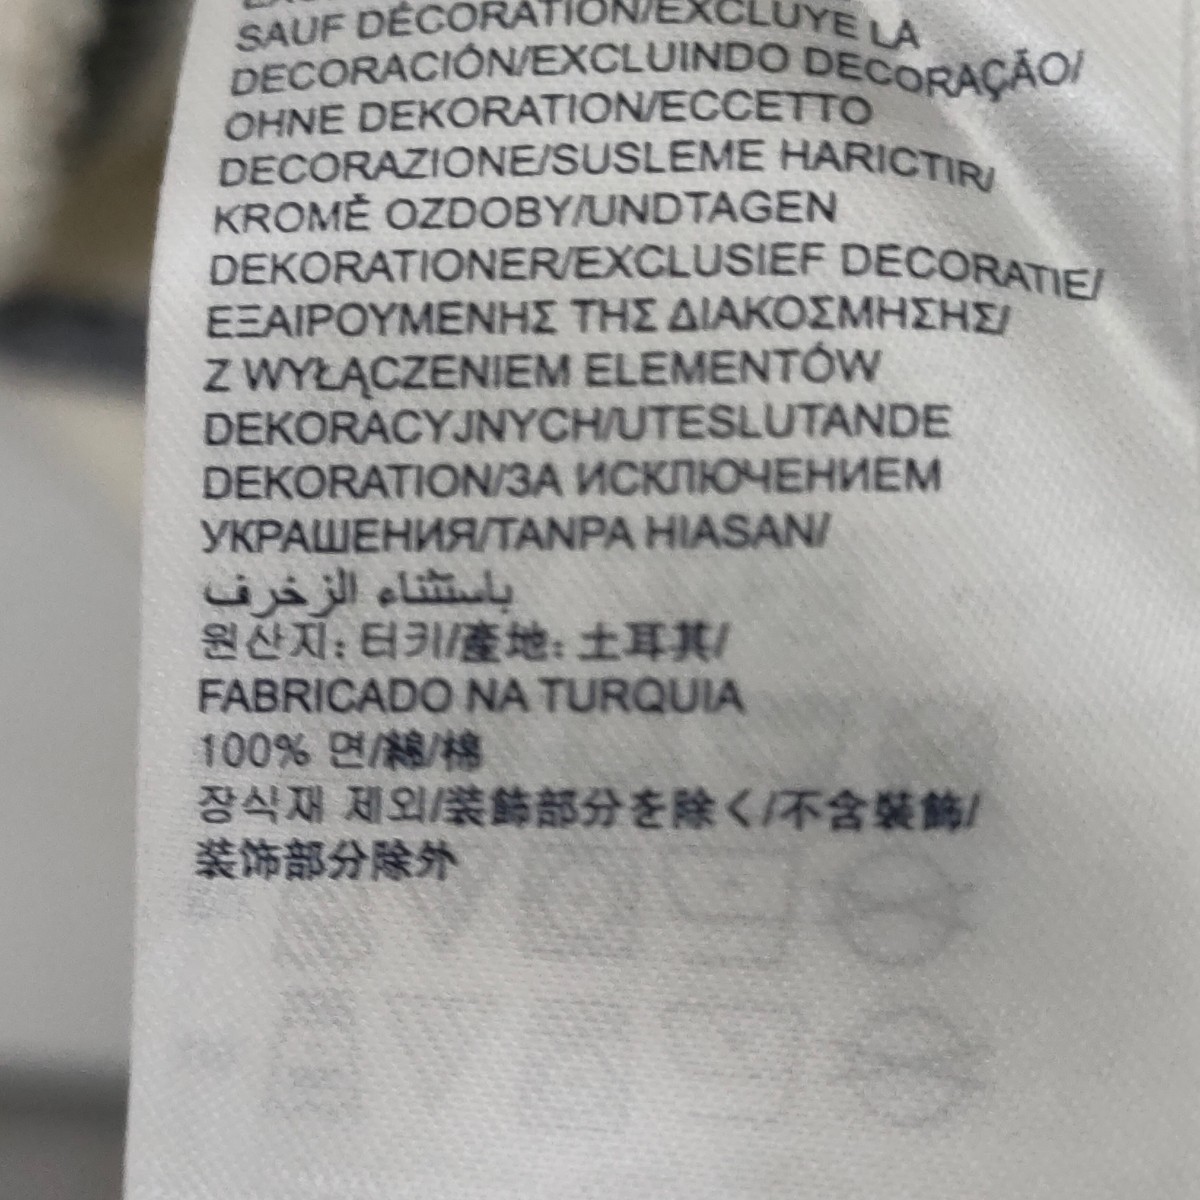 SAUF DÉCORATION/EXCLUYE LA
DECORACIÓN/EXCLUINDO DECORAÇÃO/
OHNE DEKORATION/ECCETTO
DECORAZIONE/SUSLEME HARICTIR/
KROMĚ OZDOBY/UNDTAGEN
DEKORATIONER/EXCLUSIEF DECORATIE/
ΕΞΑΙΡΟΥΜΕΝΗΣ ΤΗΣ ΔΙΑΚΟΣΜΗΣΗΣ/
Z WYŁĄCZENIEM ELEMENTÓW
DEKORACYJNYCH/UTESLUTANDE
DEKORATION/ЗА ИСКЛЮЧЕНИЕМ
УКРАШЕНИЯ/TANPA HIASAN/
باستثناء الزخرف
원산지: 터키/產地: 土耳其/
FABRICADO NA TURQUIA
100% 면/綿/棉
장식재 제외/装飾部分を除く/不含裝飾/
装饰部分除外